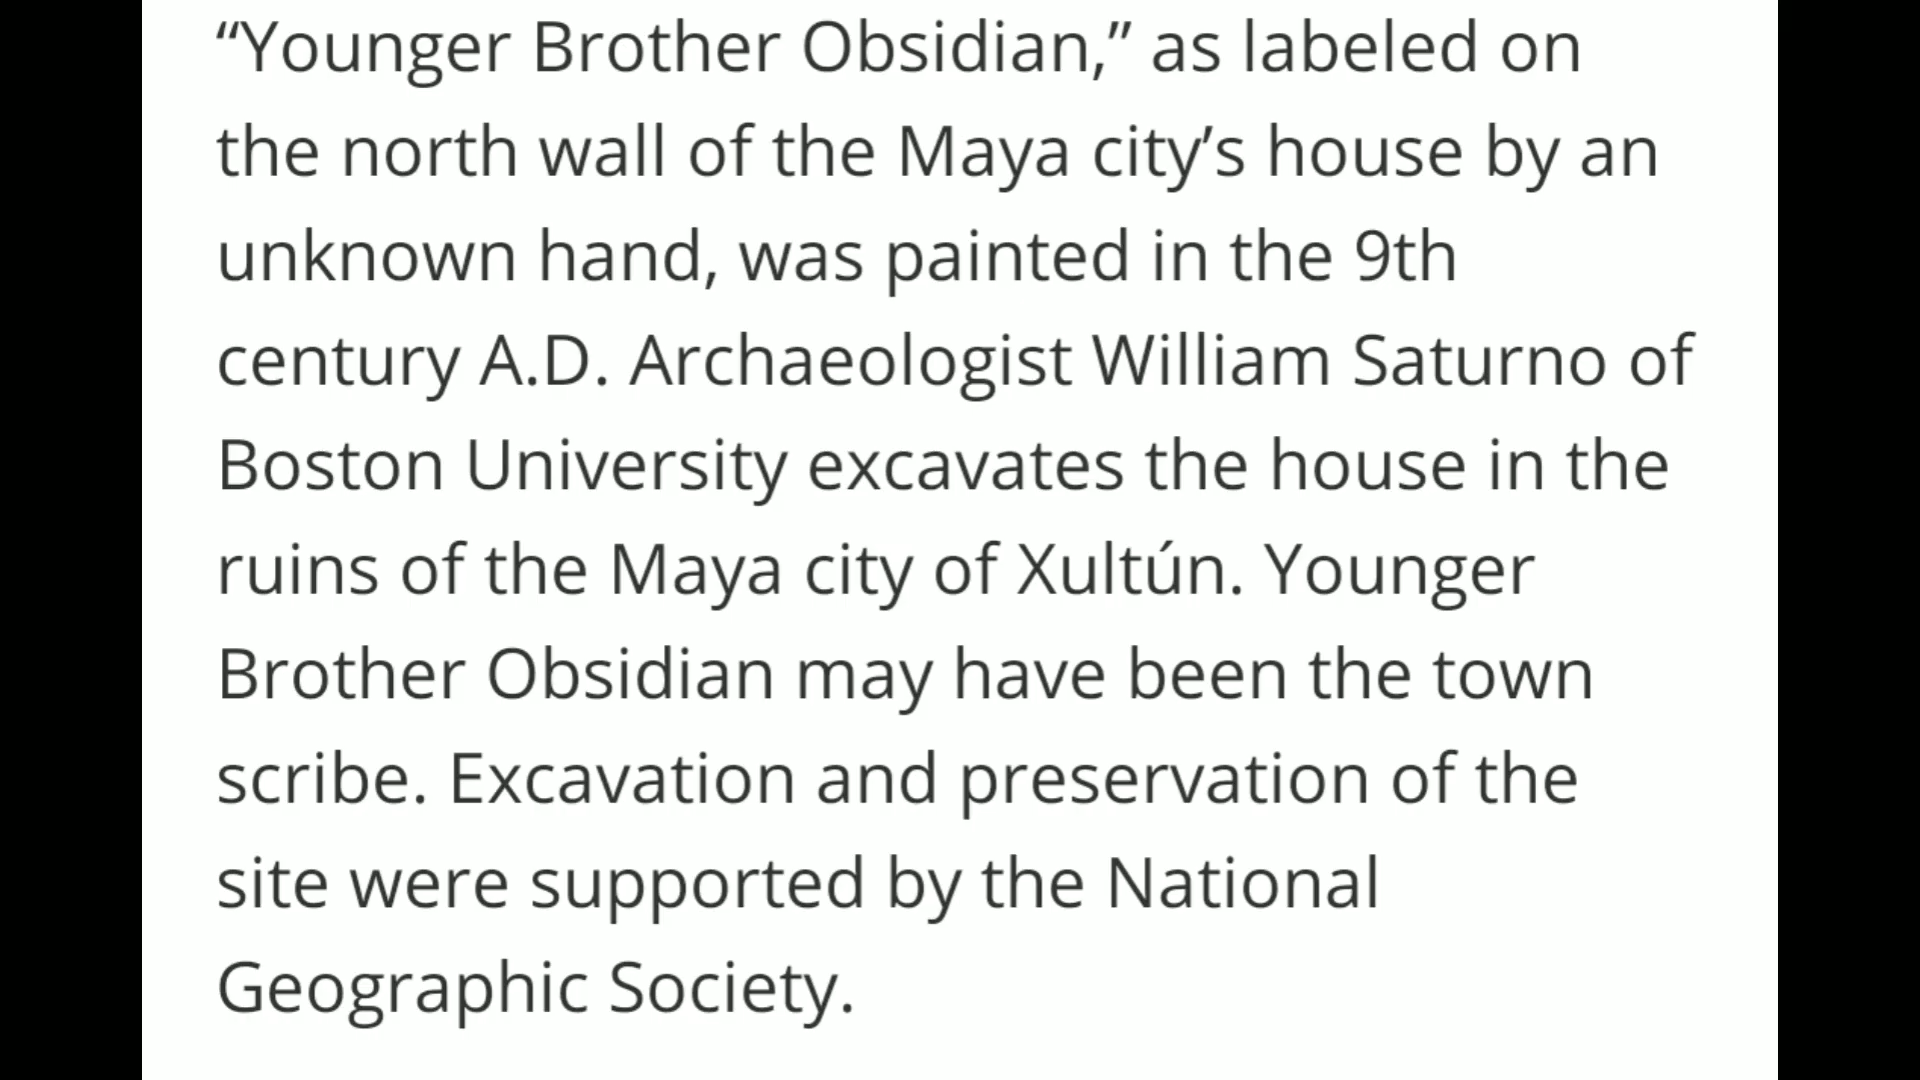 “Younger Brother Obsidian,” as labeled on
the north wall of the Maya city’s house by an
unknown hand, was painted in the 9th
century A.D. Archaeologist William Saturno of
Boston University excavates the house in the
ruins of the Maya city of Xultún. Younger
Brother Obsidian may have been the town
scribe. Excavation and preservation of the
site were supported by the National
Geographic Society.